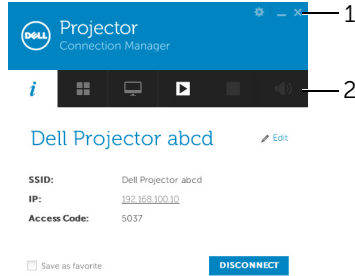 DELL
Projector
Connection Manager
1
i
2
Dell Projector abcd
Edit
SSID: Dell Projector abcd
IP: 192.168.100.10
Access Code: 5037
Save as favorite
DISCONNECT